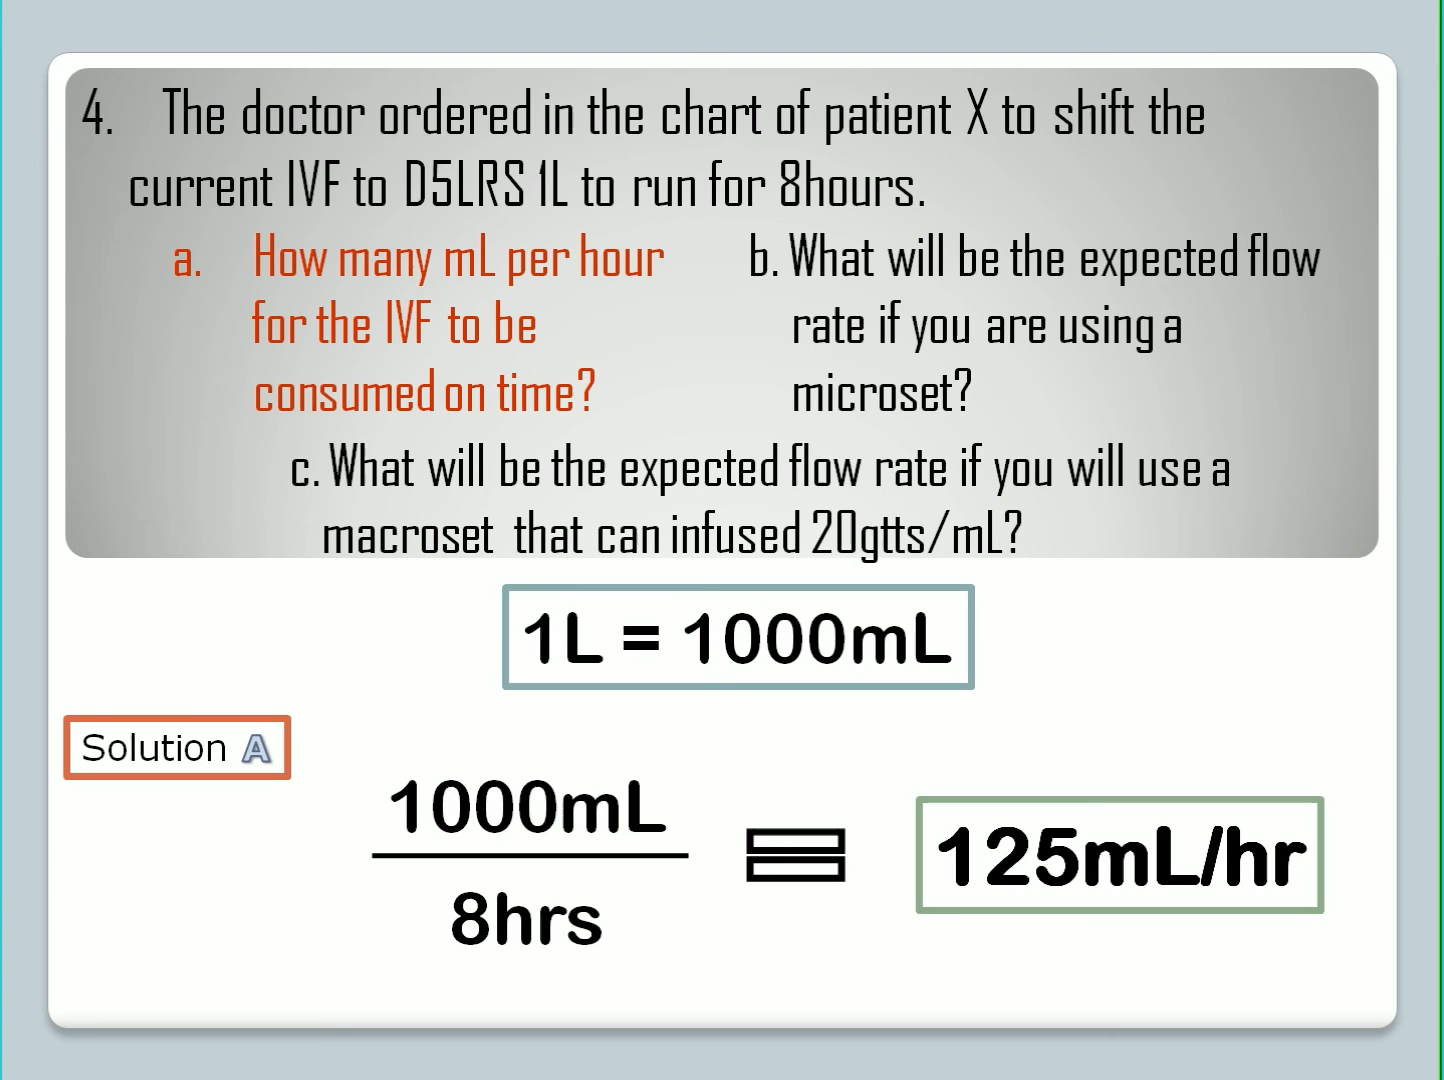 4. The doctor ordered in the chart of patient X to shift the
current IVF to D5LRS 1L to run for 8hours.
a. How many mL per hour
for the IVF to be
consumed on time?
b. What will be the expected flow
rate if you are using a
microset?
c. What will be the expected flow rate if you will use a
macroset that can infused 20gtts/mL?
1L = 1000mL
Solution A
1000mL
8hrs
=
125mL/hr